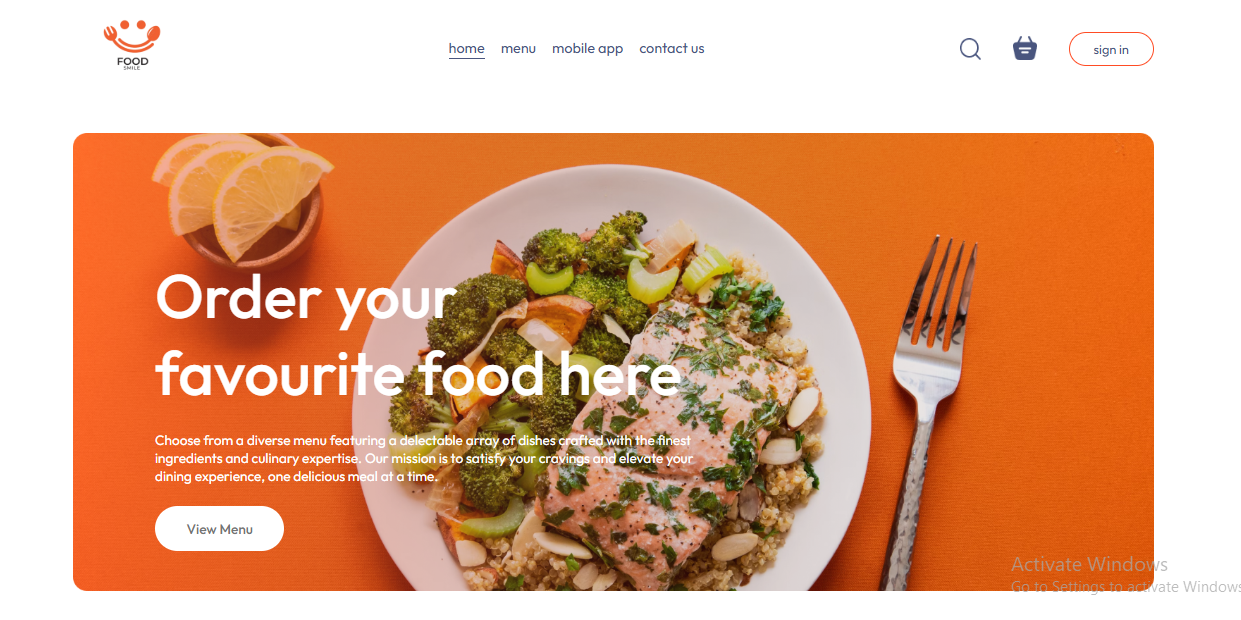 FOOD
SMILE
home menu mobile app contact us
sign in
Order your
favourite food here
Choose from a diverse menu featuring a delectable array of dishes crafted with the finest
ingredients and culinary expertise. Our mission is to satisfy your cravings and elevate your
dining experience, one delicious meal at a time.
View Menu
Activate Windows
Go to Settings to activate Windows